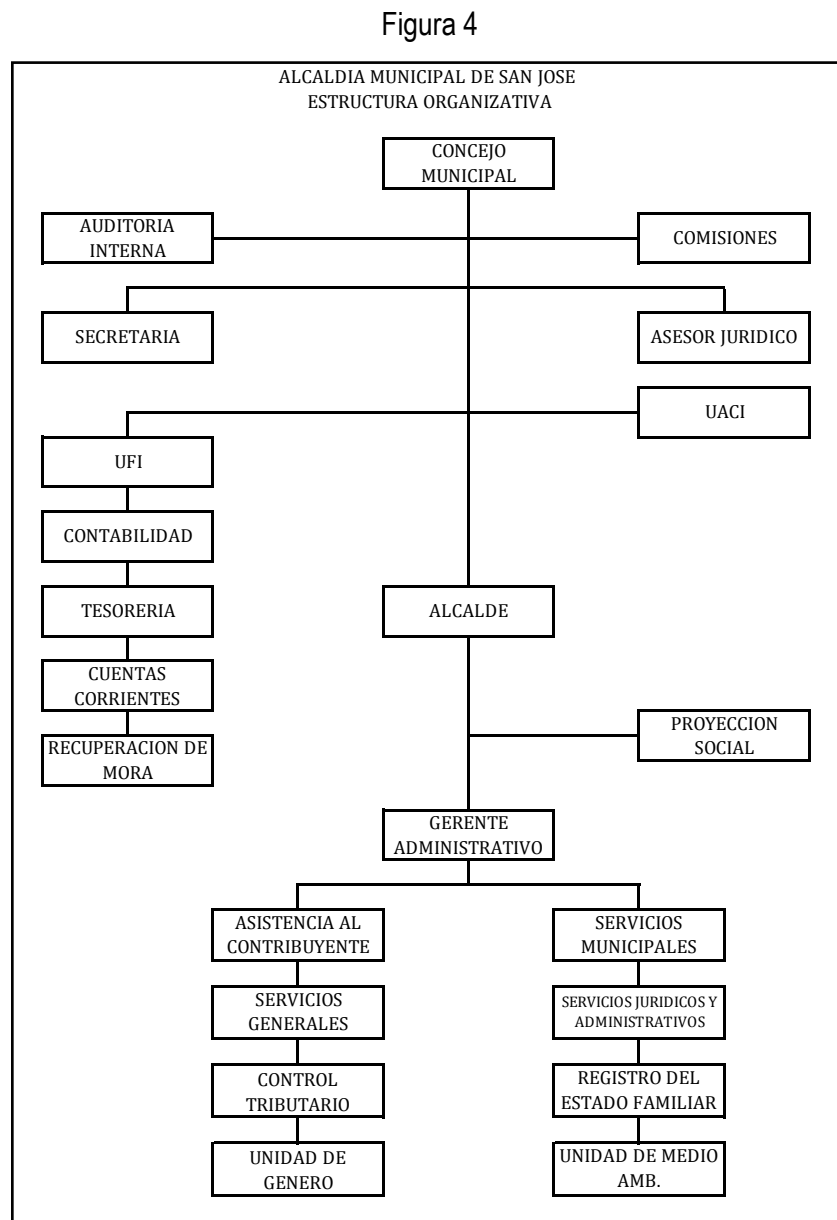 Figura 4
ALCALDIA MUNICIPAL DE SAN JOSE
ESTRUCTURA ORGANIZATIVA
CONCEJO
MUNICIPAL
AUDITORIA
INTERNA
COMISIONES
SECRETARIA
ASESOR JURIDICO
UACI
UFI
CONTABILIDAD
TESORERIA
ALCALDE
CUENTAS
CORRIENTES
RECUPERACION DE
MORA
PROYECCION
SOCIAL
GERENTE
ADMINISTRATIVO
ASISTENCIA AL
CONTRIBUYENTE
SERVICIOS
MUNICIPALES
SERVICIOS
GENERALES
SERVICIOS JURIDICOS Y
ADMINISTRATIVOS
CONTROL
TRIBUTARIO
REGISTRO DEL
ESTADO FAMILIAR
UNIDAD DE
GENERO
UNIDAD DE MEDIO
AMB.